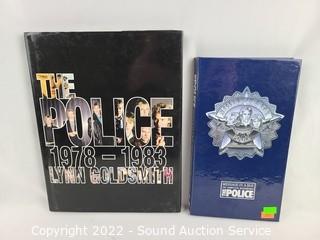 THE
POLICE
1978-1983
LYNN GOLDSMITH
MESSAGE IN A BOX
THE POLICE
Copyright 2022 - Sound Auction Service